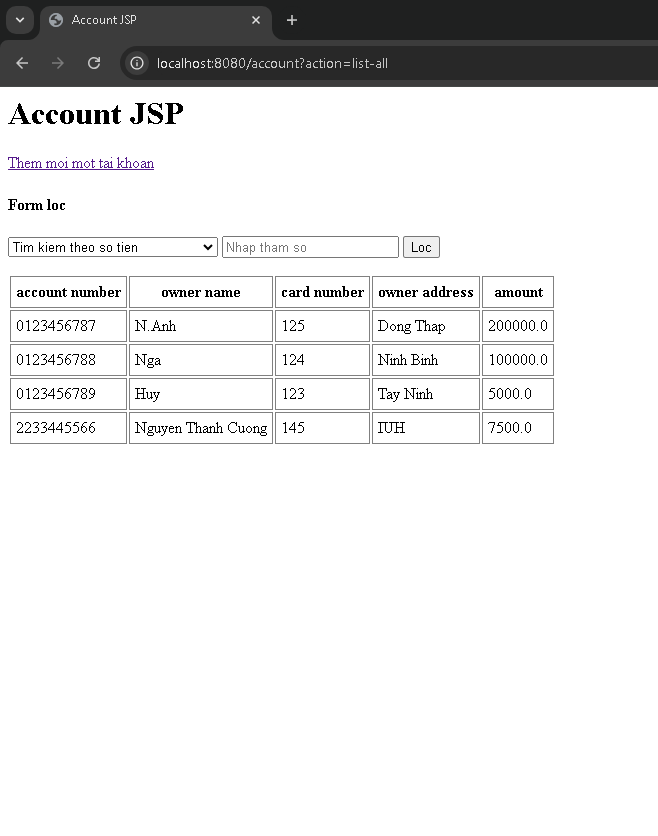 Account JSP
localhost:8080/account?action=list-all
Account JSP
Them moi mot tai khoan
Form loc
Tim kiem theo so tien Nhap tham so Loc
account number owner name card number owner address amount
0123456787 N.Anh 125 Dong Thap 200000.0
0123456788 Nga 124 Ninh Binh 100000.0
0123456789 Huy 123 Tay Ninh 5000.0
2233445566 Nguyen Thanh Cuong 145 IUH 7500.0